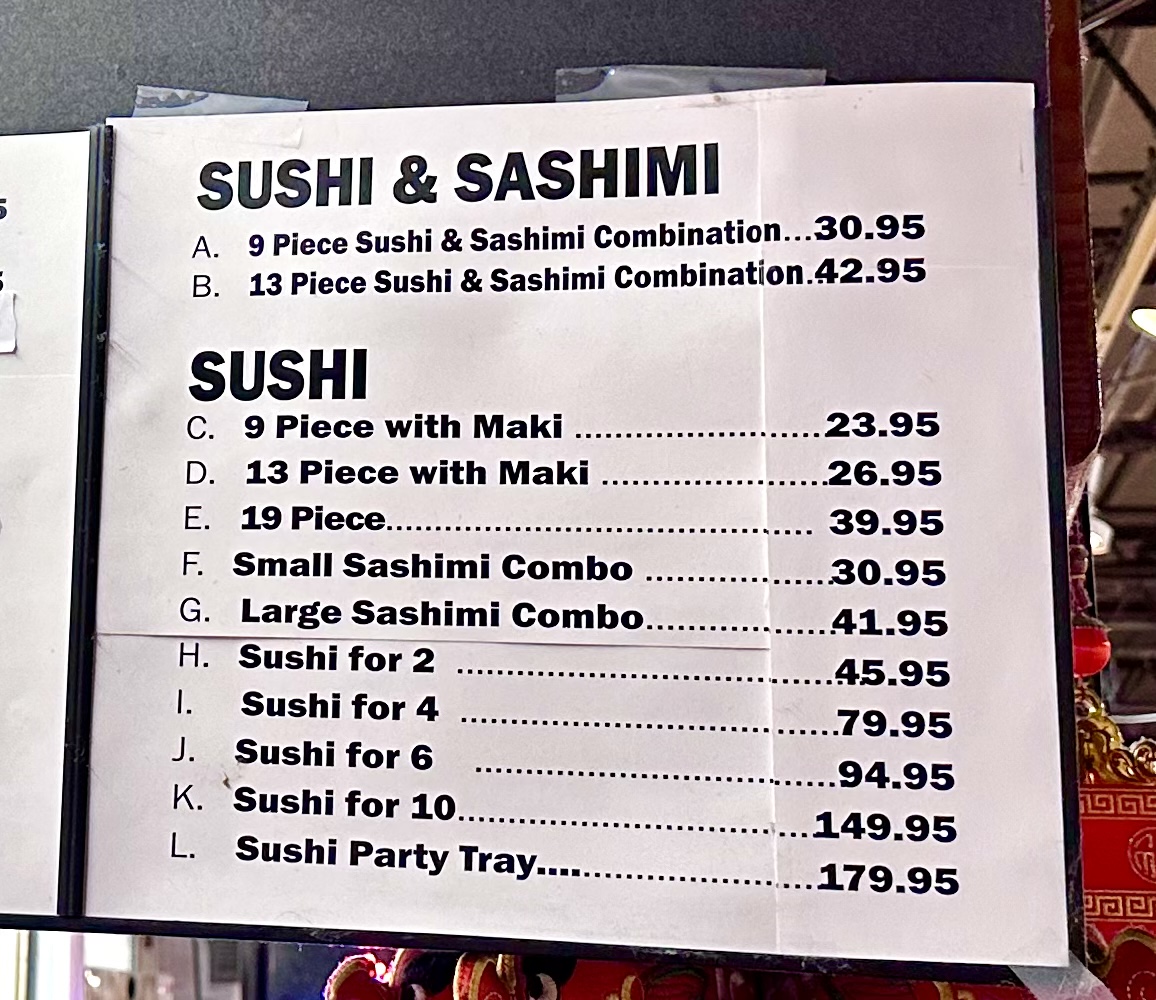 SUSHI & SASHIMI
A. 9 Piece Sushi & Sashimi Combination...30.95
B. 13 Piece Sushi & Sashimi Combination..42.95
SUSHI
C. 9 Piece with Maki ..........................23.95
D. 13 Piece with Maki ........................26.95
E. 19 Piece............................................. 39.95
F. Small Sashimi Combo ....................30.95
G. Large Sashimi Combo....................41.95
H. Sushi for 2 ........................................45.95
I. Sushi for 4 ........................................79.95
J. Sushi for 6 ......................................94.95
K. Sushi for 10......................................149.95
L. Sushi Party Tray..............................179.95